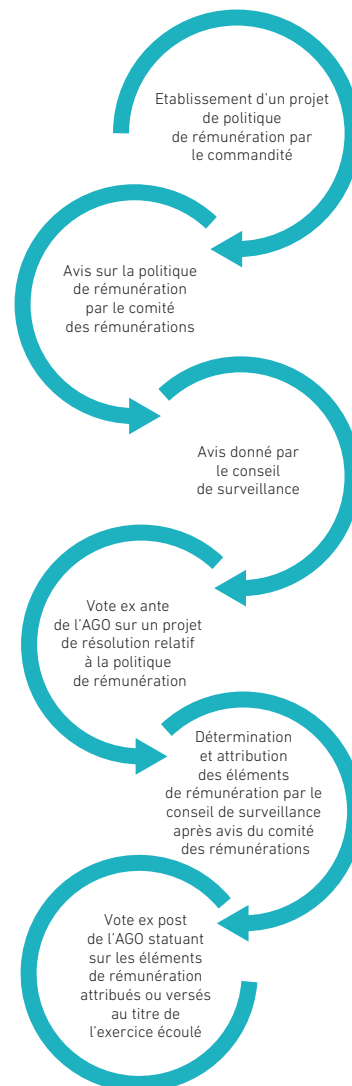 Etablissement d'un projet
de politique
de rémunération par
le commandité
Avis sur la politique
de rémunération
par le comité
des rémunérations
Avis donné par
le conseil
de surveillance
Vote ex ante
de l'AGO sur un projet
de résolution relatif
à la politique
de rémunération
Détermination
et attribution
des éléments
de rémunération par le
conseil de surveillance
après avis du comité
des rémunérations
Vote ex post
de l'AGO statuant
sur les éléments
de rémunération
attribués ou versés
au titre de
l'exercice écoulé